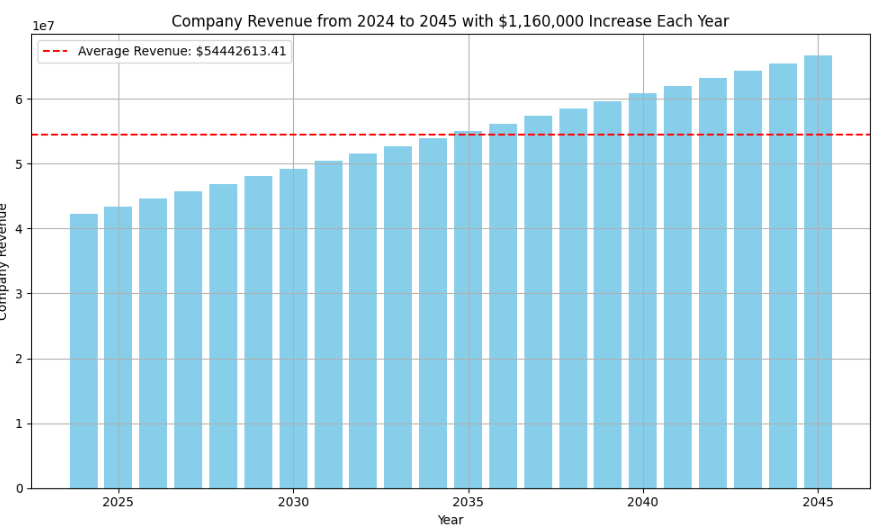 Company Revenue from 2024 to 2045 with $1,160,000 Increase Each Year
1e7
Average Revenue: $54442613.41
6
5
4
3
2
1
0
Company Revenue
2025 2030 2035 2040 2045
Year